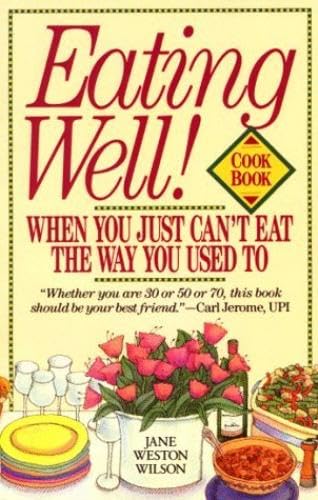 Eating
Well!
COOK
BOOK
WHEN YOU JUST CAN'T EAT
THE WAY YOU USED TO
“Whether you are 30 or 50 or 70, this book
should be your best friend.”—Carl Jerome, UPI
JANE
WESTON
WILSON